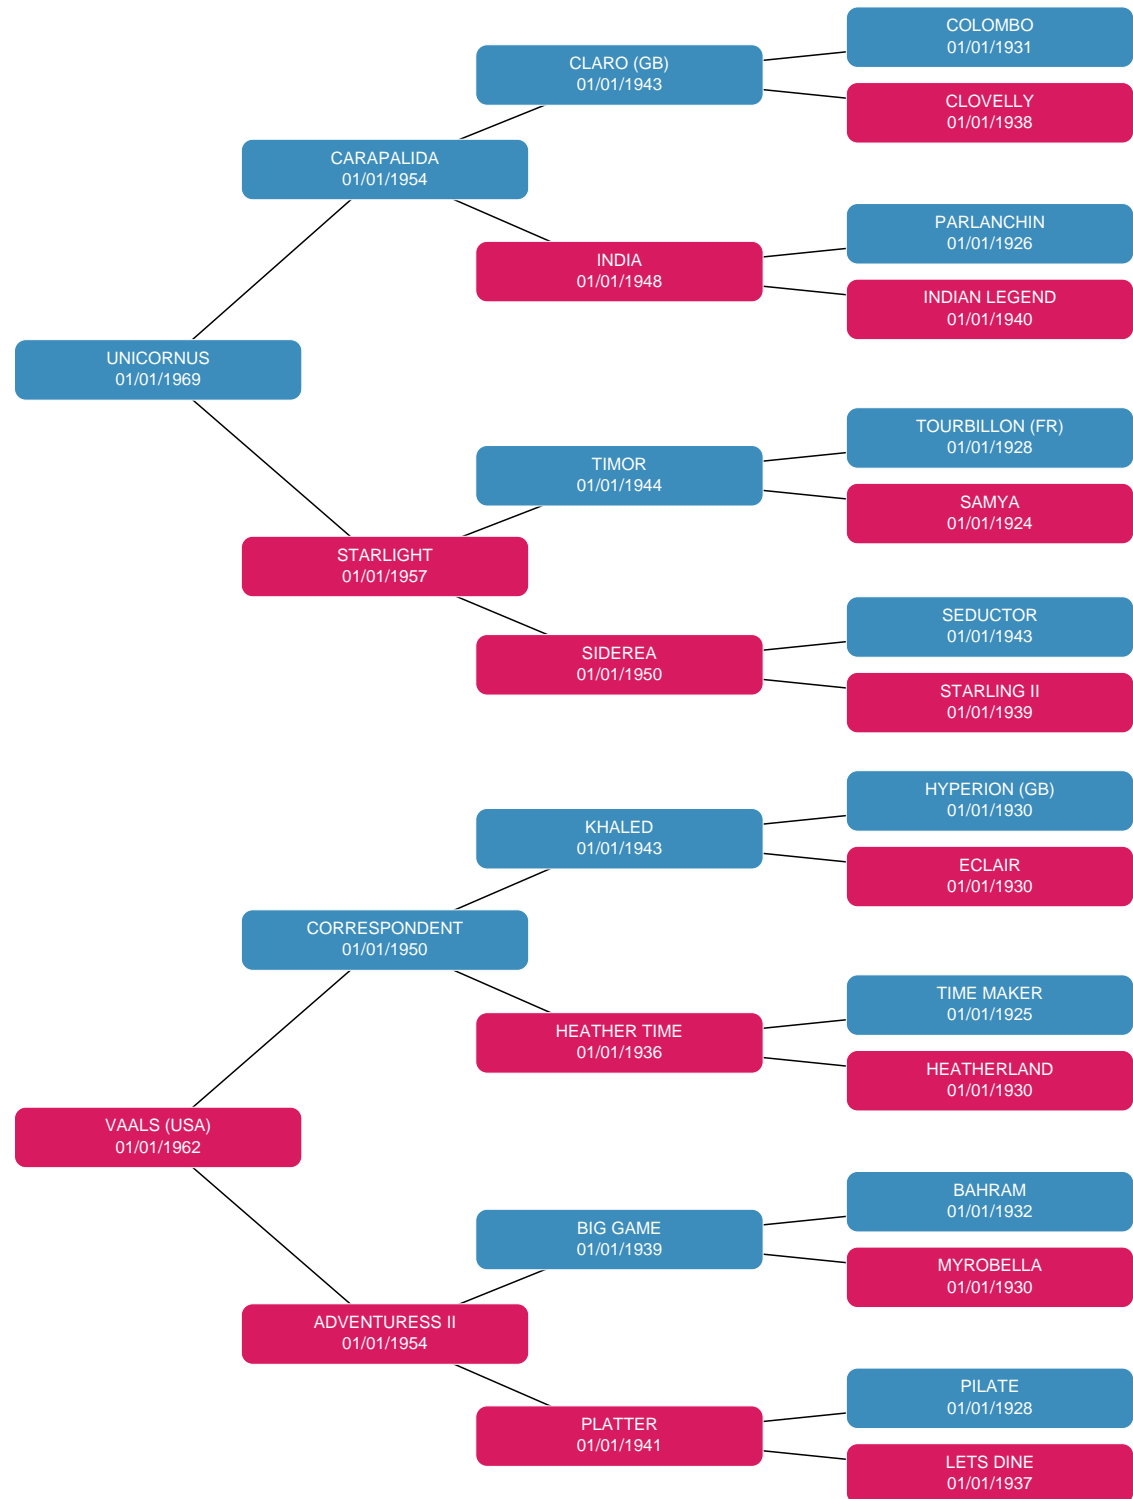 COLOMBO
01/01/1931
CLARO (GB)
01/01/1943
CLOVELLY
01/01/1938
CARAPALIDA
01/01/1954
PARLANCHIN
01/01/1926
INDIA
01/01/1948
INDIAN LEGEND
01/01/1940
UNICORNUS
01/01/1969
TOURBILLON (FR)
01/01/1928
TIMOR
01/01/1944
SAMYA
01/01/1924
STARLIGHT
01/01/1957
SEDUCTOR
01/01/1943
SIDEREA
01/01/1950
STARLING II
01/01/1939
HYPERION (GB)
01/01/1930
KHALED
01/01/1943
ECLAIR
01/01/1930
CORRESPONDENT
01/01/1950
TIME MAKER
01/01/1925
HEATHER TIME
01/01/1936
HEATHERLAND
01/01/1930
VAALS (USA)
01/01/1962
BAHRAM
01/01/1932
BIG GAME
01/01/1939
MYROBELLA
01/01/1930
ADVENTURESS II
01/01/1954
PILATE
01/01/1928
PLATTER
01/01/1941
LETS DINE
01/01/1937